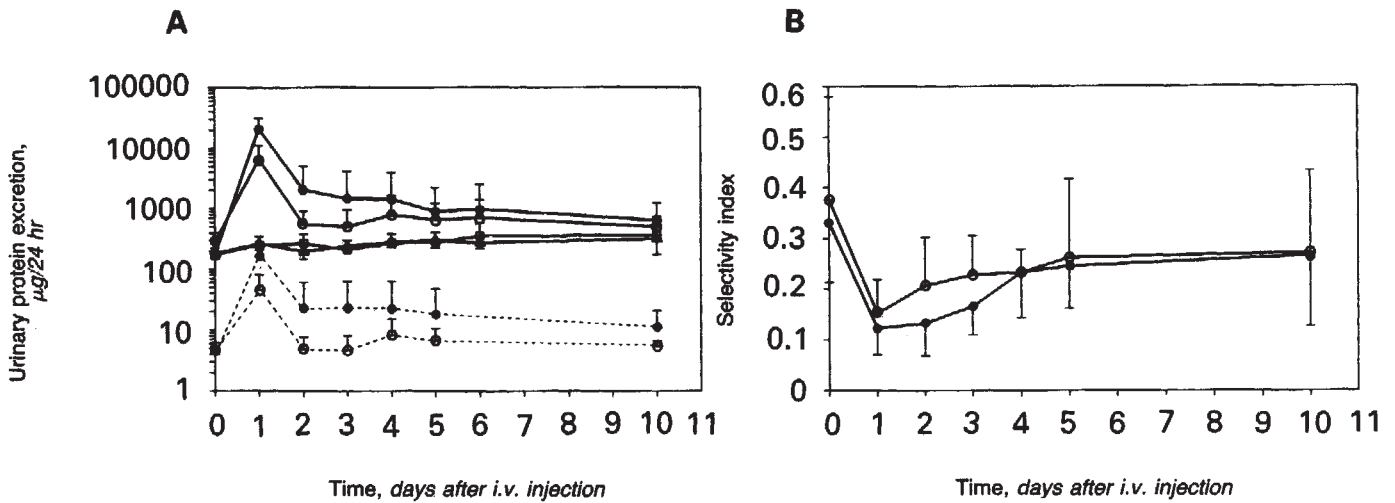 A
Urinary protein excretion,
µg/24 hr
100000
10000
1000
100
10
1
0 1 2 3 4 5 6 7 8 9 10 11
Time, days after i.v. injection
B
Selectivity index
0.6
0.5
0.4
0.3
0.2
0.1
0
0 1 2 3 4 5 6 7 8 9 10 11
Time, days after i.v. injection